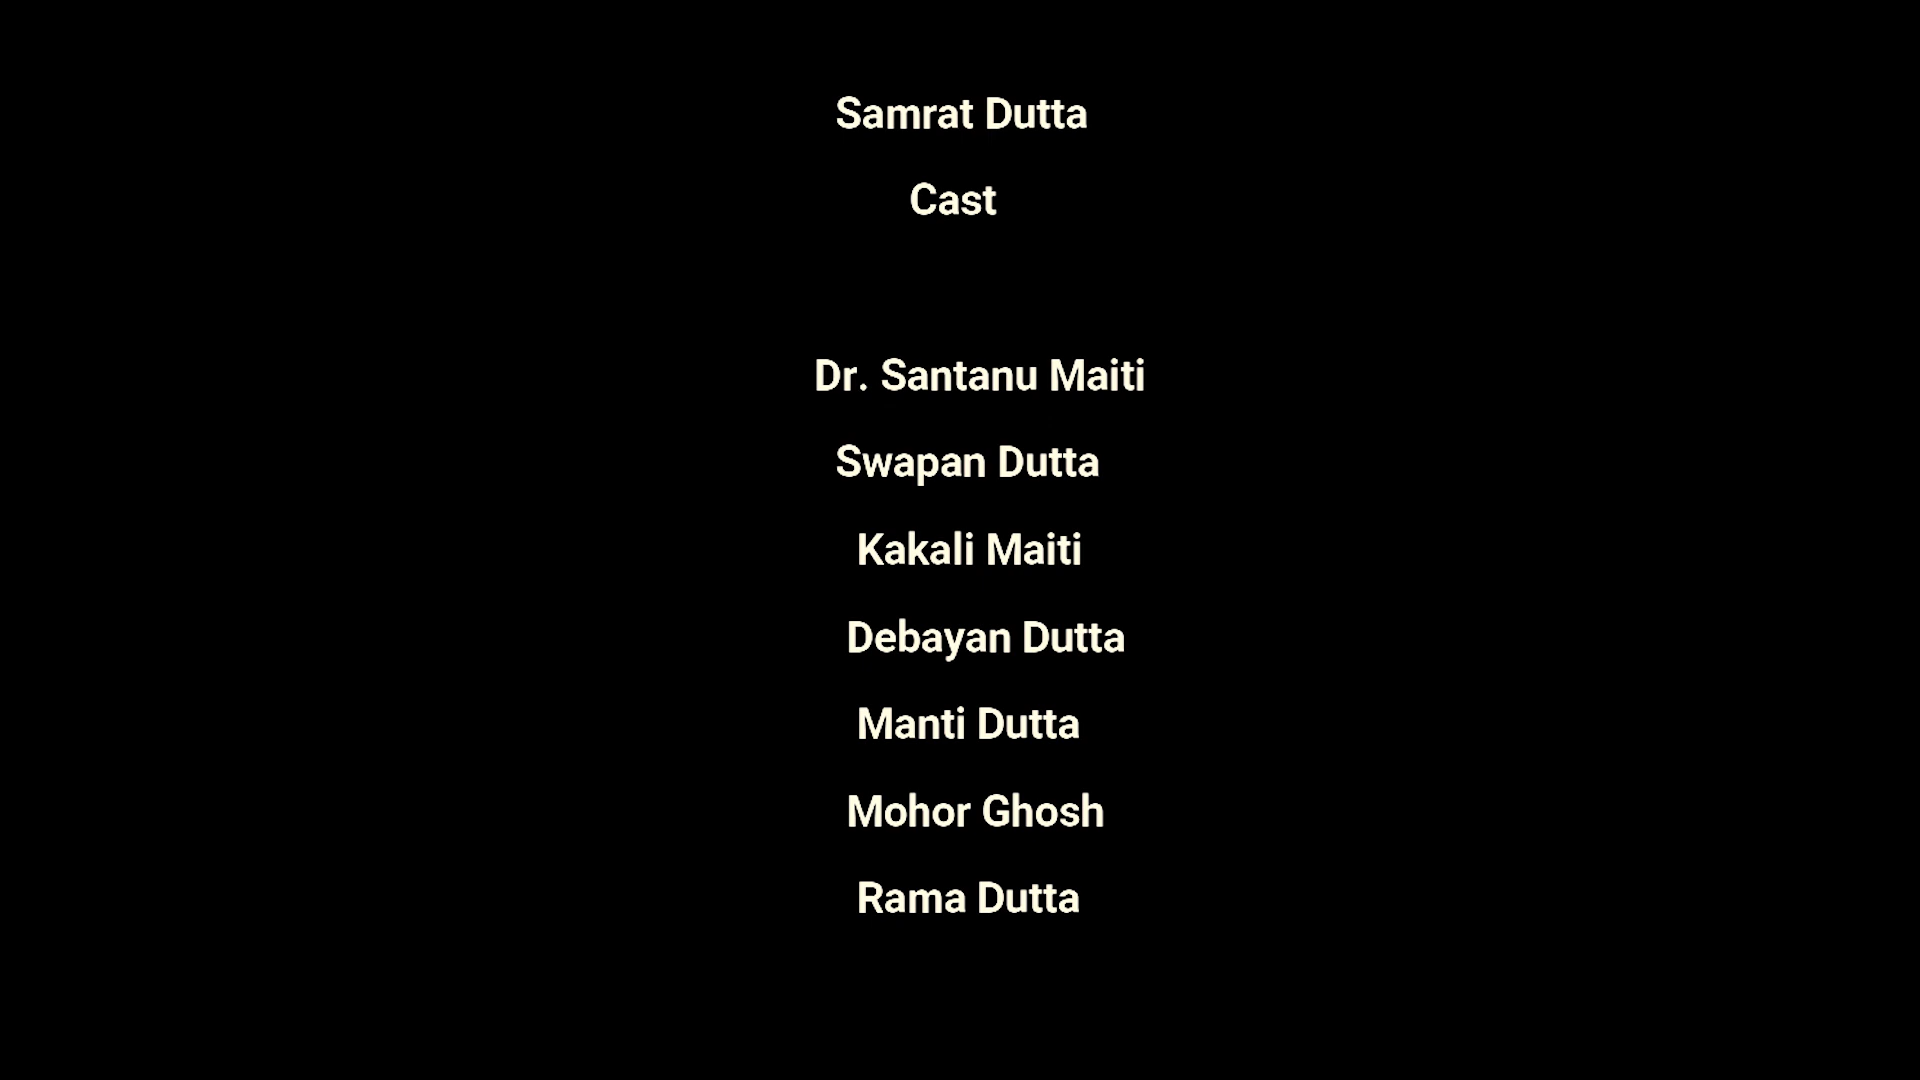 Samrat Dutta
Cast
Dr. Santanu Maiti
Swapan Dutta
Kakali Maiti
Debayan Dutta
Manti Dutta
Mohor Ghosh
Rama Dutta